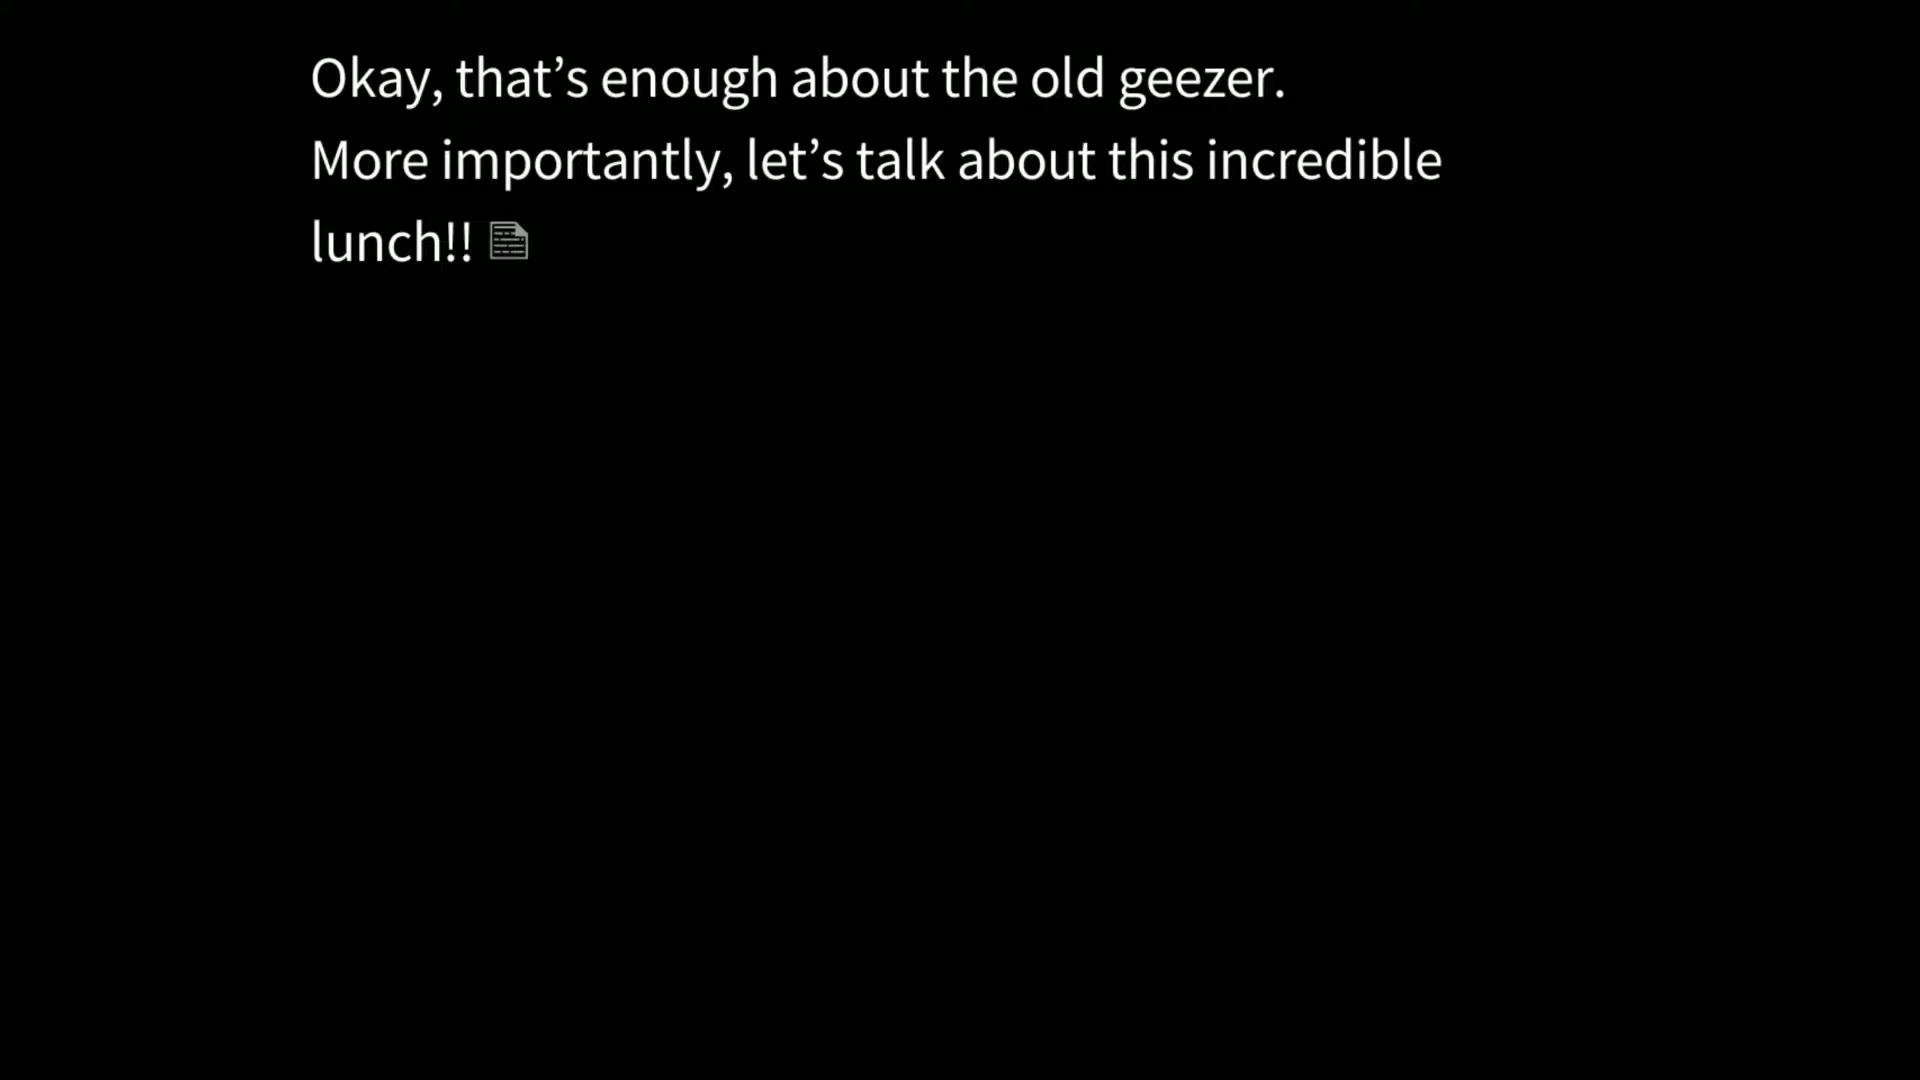 Okay, that’s enough about the old geezer.
More importantly, let’s talk about this incredible
lunch!!